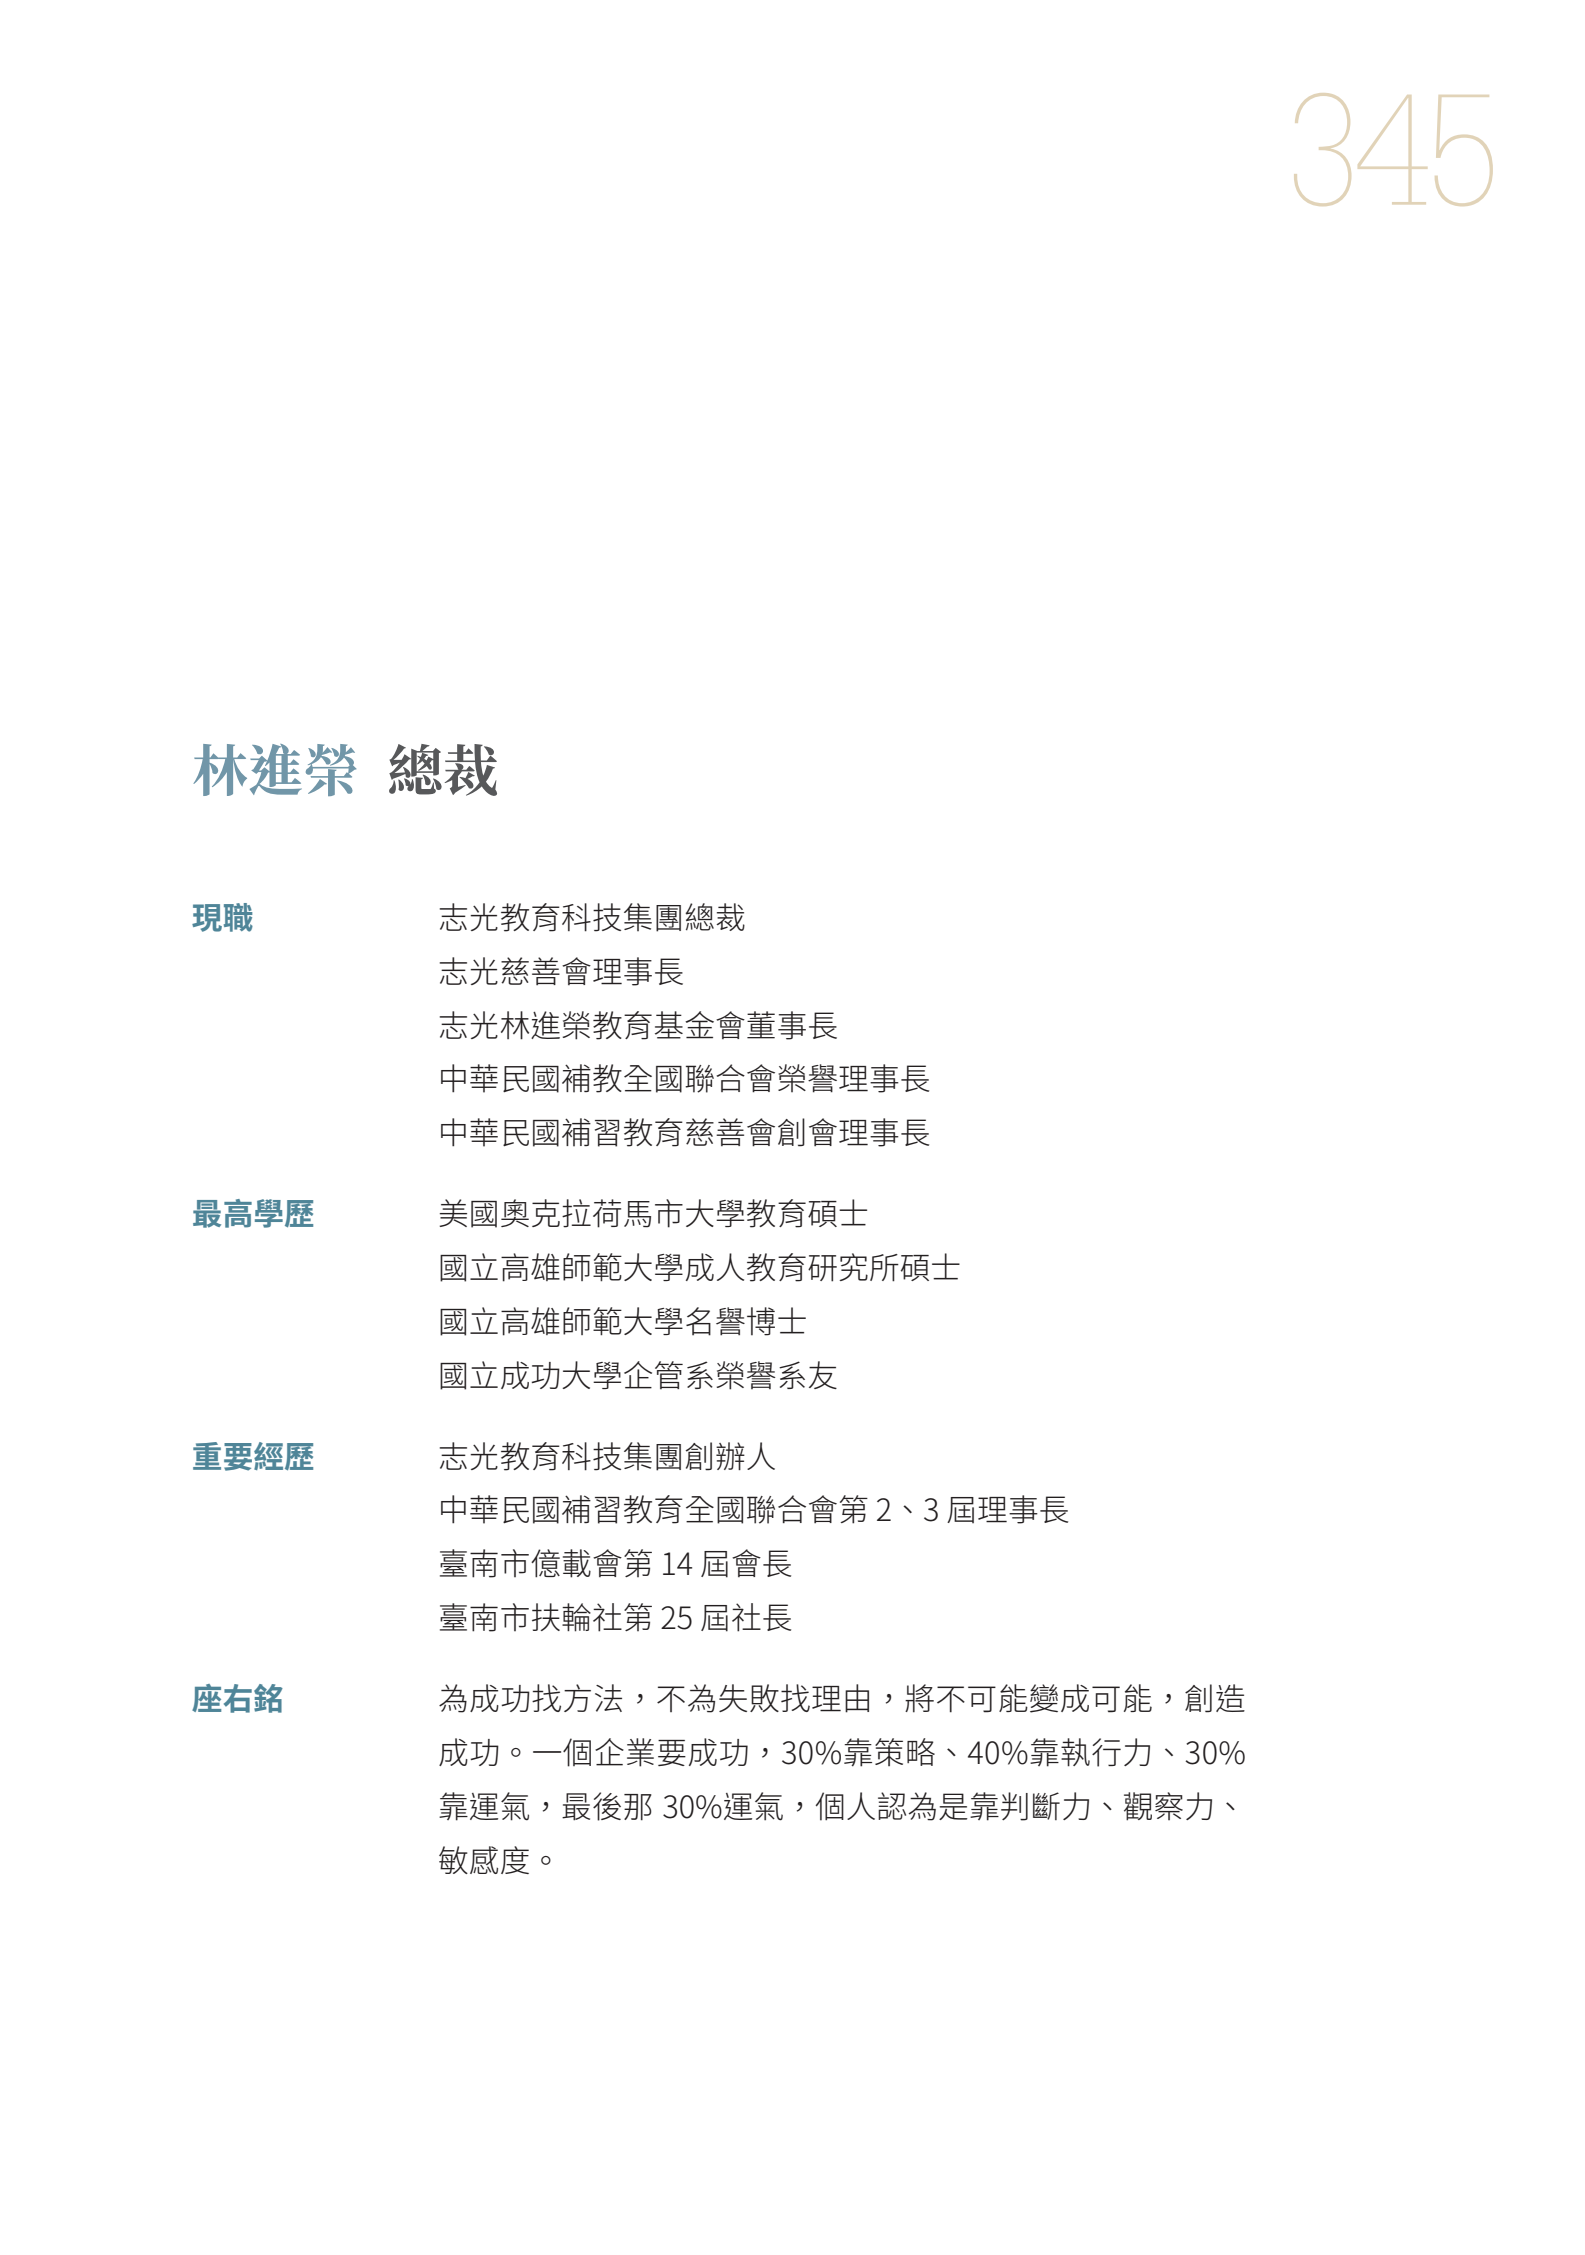 345
林進榮 總裁
現職 志光教育科技集團總裁
志光慈善會理事長
志光林進榮教育基金會董事長
中華民國補教全國聯合會榮譽理事長
中華民國補習教育慈善會創會理事長
最高學歷 美國奧克拉荷馬市大學教育碩士
國立高雄師範大學成人教育研究所碩士
國立高雄師範大學名譽博士
國立成功大學企管系榮譽系友
重要經歷 志光教育科技集團創辦人
中華民國補習教育全國聯合會第 2、3 屆理事長
臺南市億載會第 14 屆會長
臺南市扶輪社第 25 屆社長
座右銘 為成功找方法，不為失敗找理由，將不可能變成可能，創造
成功。一個企業要成功，30%靠策略、40%靠執行力、30%
靠運氣，最後那 30%運氣，個人認為是靠判斷力、觀察力、
敏感度。